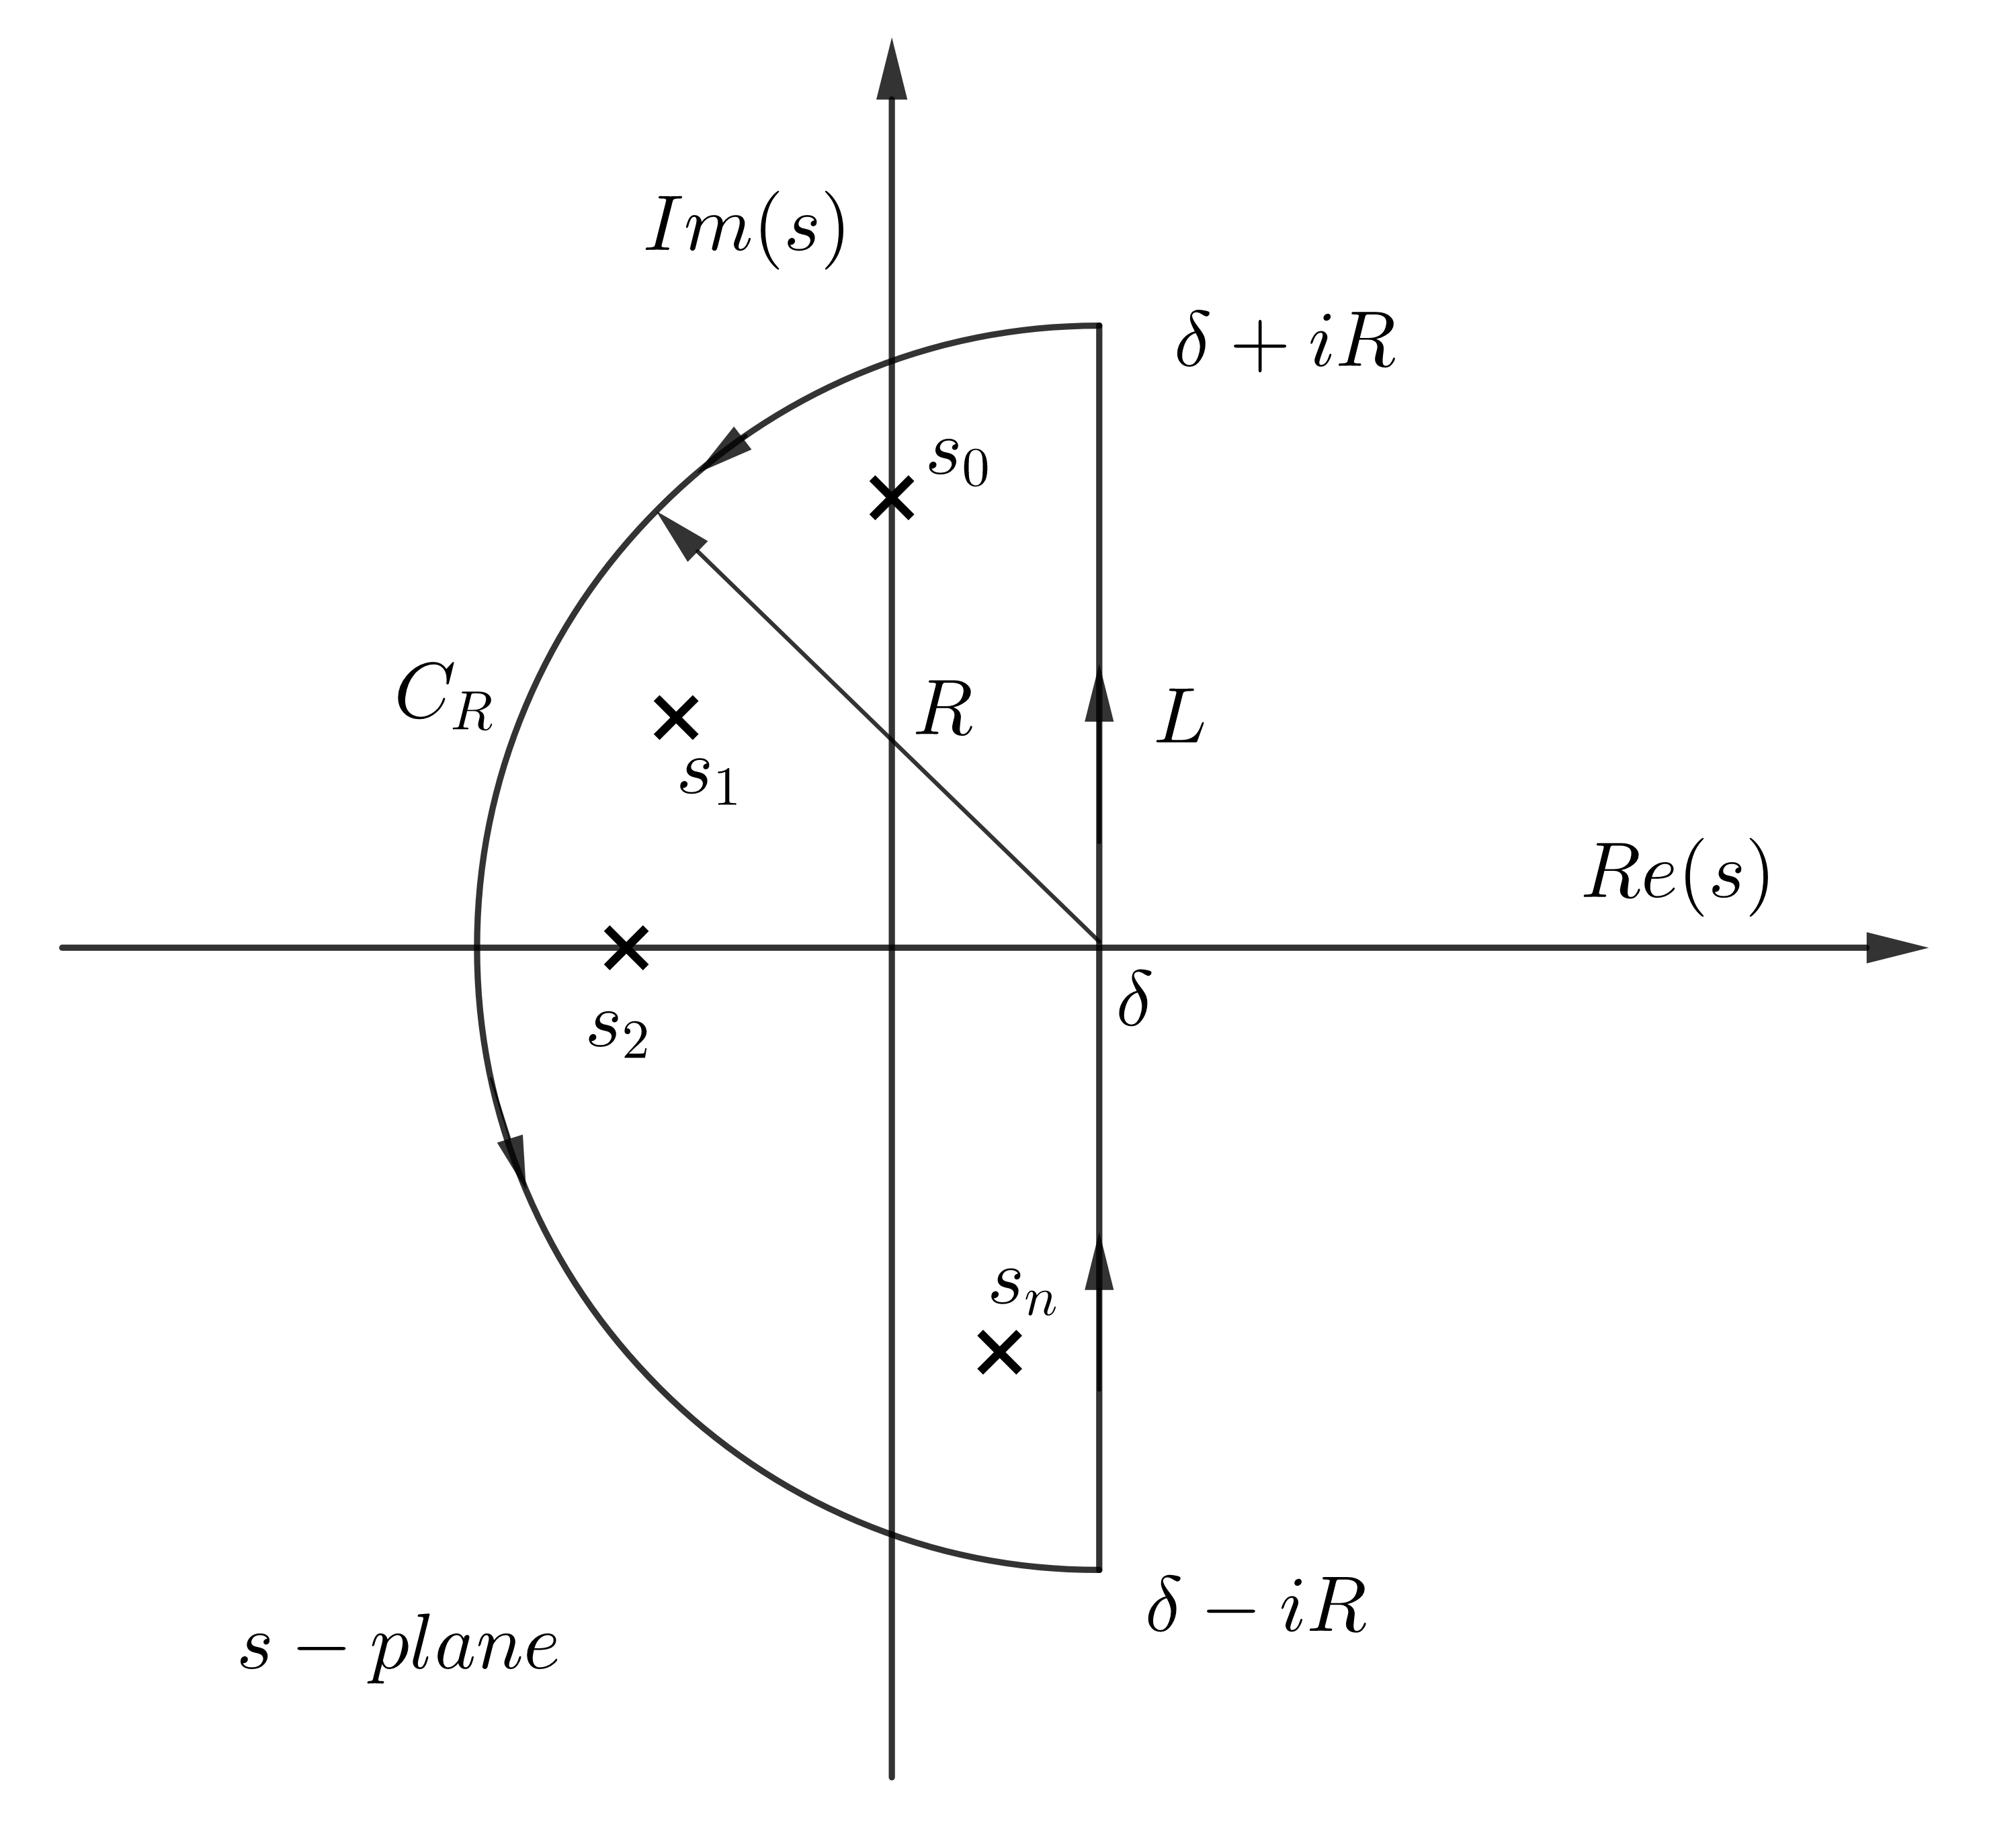 Im(s)
δ + iR
s₀
C_R
R
L
s₁
Re(s)
δ
s₂
sₙ
δ − iR
s − plane